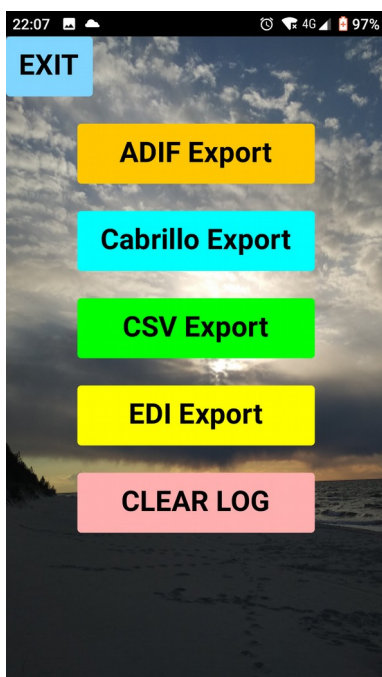 22:07 4G 97%
EXIT
ADIF Export
Cabrillo Export
CSV Export
EDI Export
CLEAR LOG